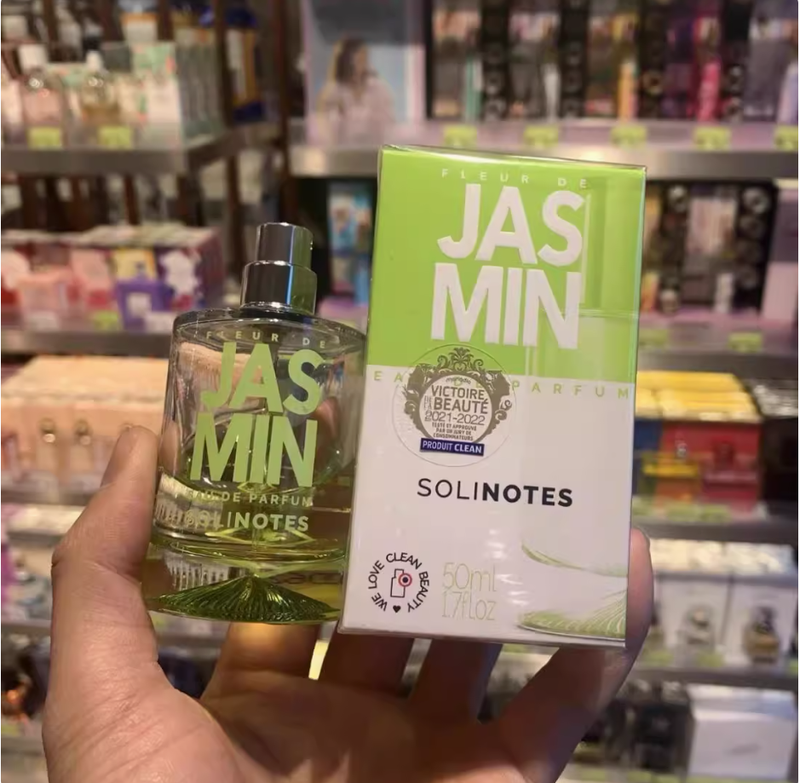 FLEUR DE
JAS
MIN
EAU DE PARFUM
SOLINOTES
FLEUR DE
JAS
MIN
PARFUM
VICTOIRE
DE LA BEAUTÉ
2021-2022
TESTÉ ET APPROUVÉ
PAR UN JURY DE
CONSOMMATEURS
PRODUIT CLEAN
SOLINOTES
WE LOVE CLEAN BEAUTY
50ml
1.7fl.oz